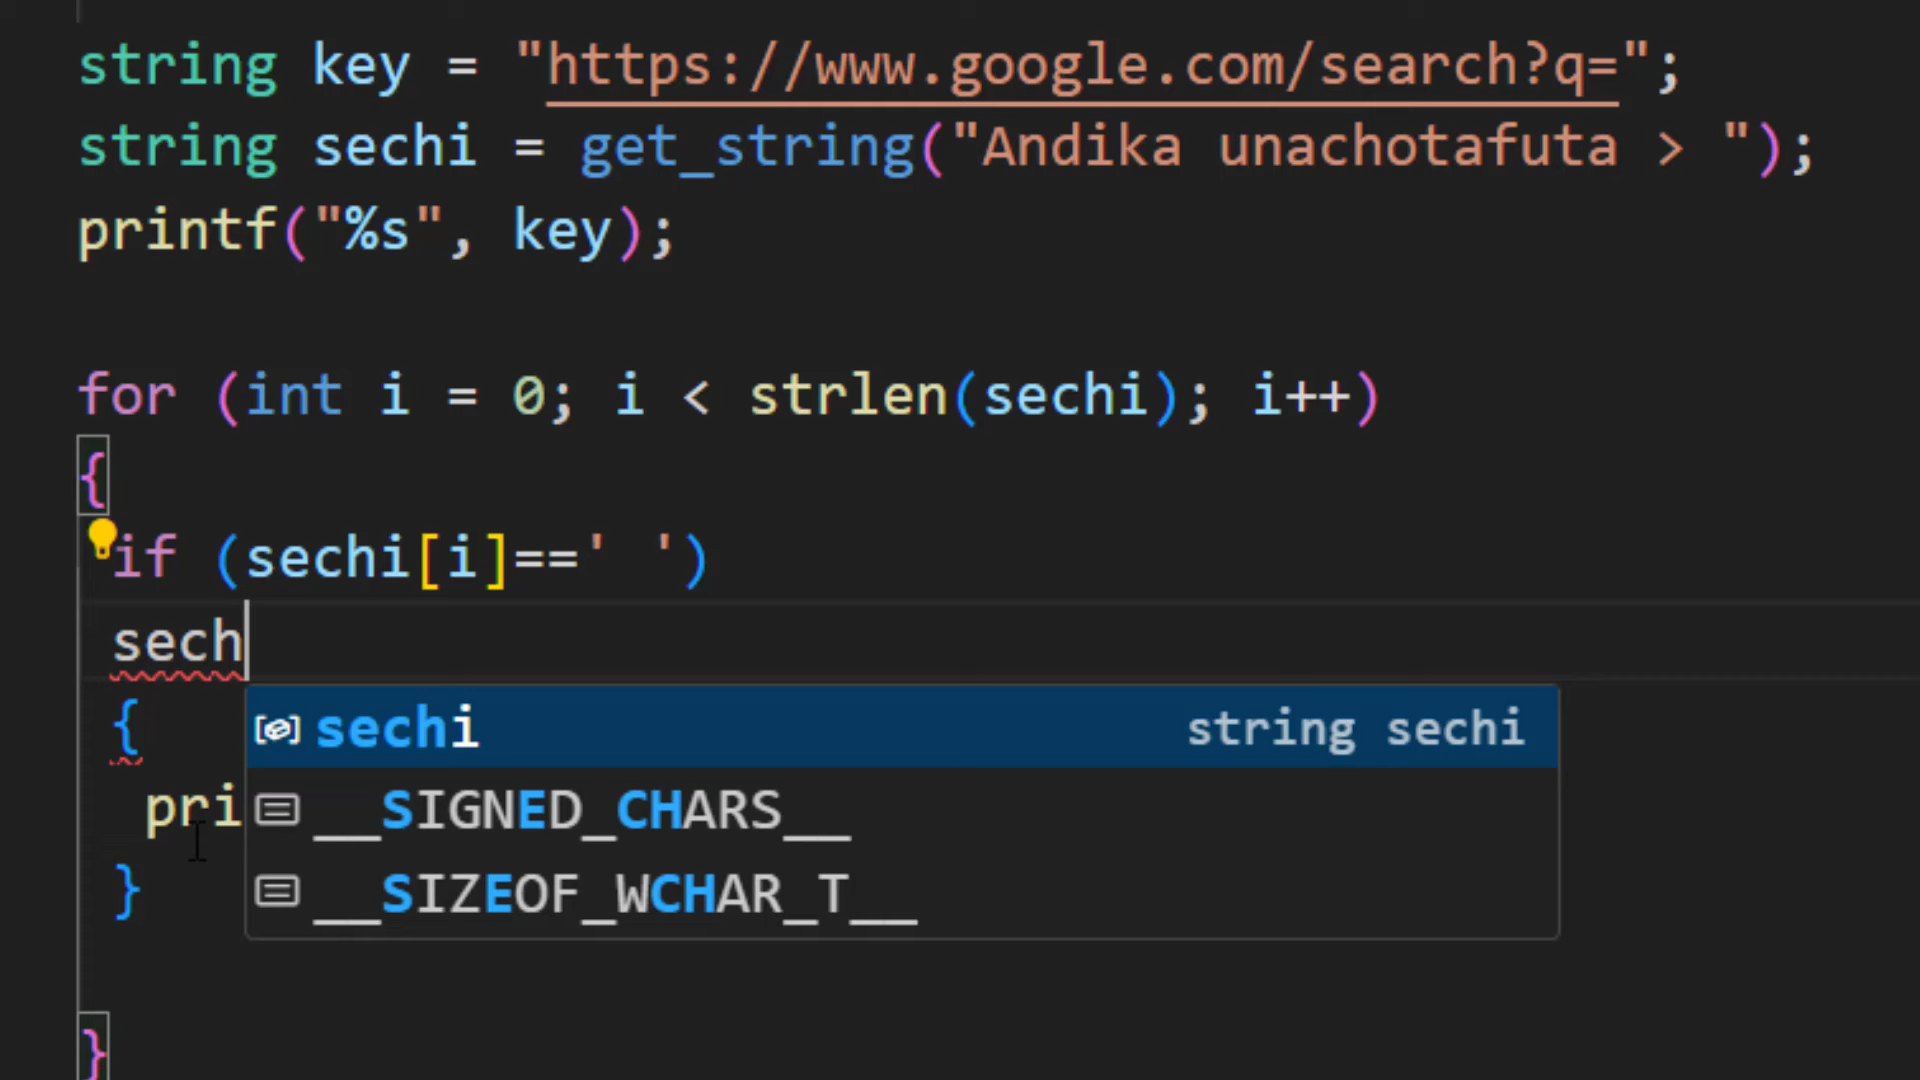 string key = "https://www.google.com/search?q=";
string sechi = get_string("Andika unachotafuta > ");
printf("%s", key);
for (int i = 0; i < strlen(sechi); i++)
{
if (sechi[i]==' ')
sech
{
sechi string sechi
pri
__SIGNED_CHARS__
}
__SIZEOF_WCHAR_T__
}